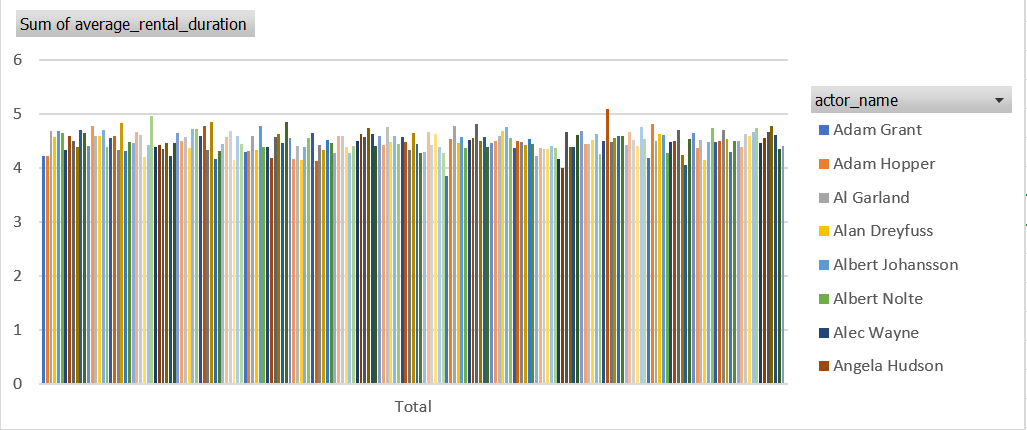 Sum of average_rental_duration
6
5
4
3
2
1
0
Total
actor_name
Adam Grant
Adam Hopper
Al Garland
Alan Dreyfuss
Albert Johansson
Albert Nolte
Alec Wayne
Angela Hudson